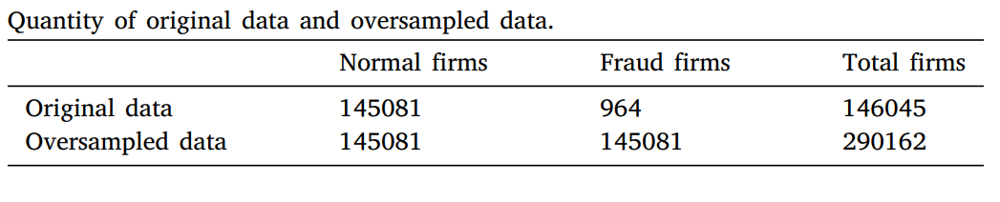 Quantity of original data and oversampled data.
Normal firms Fraud firms Total firms
Original data 145081 964 146045
Oversampled data 145081 145081 290162